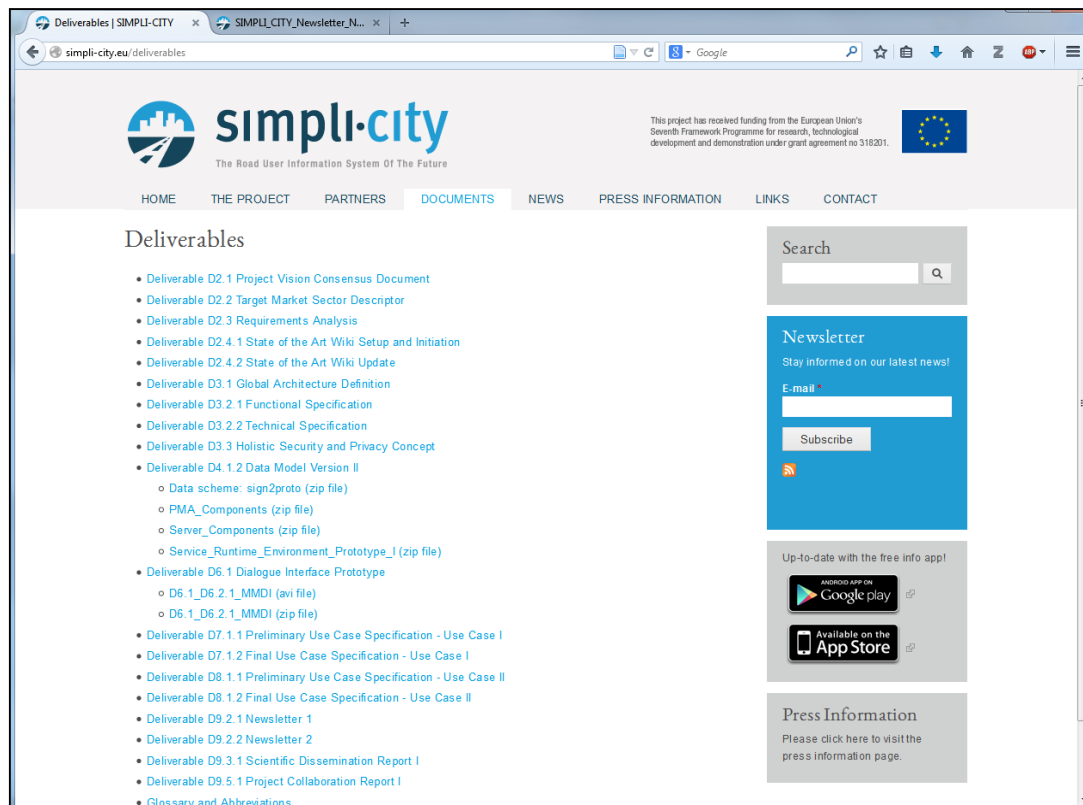 Deliverables | SIMPLI-CITY
SIMPLI_CITY_Newsletter_N...
simpli-city.eu/deliverables
Google
simpli-city
The Road User Information System Of The Future
This project has received funding from the European Union's
Seventh Framework Programme for research, technological
development and demonstration under grant agreement no 318201.
HOME THE PROJECT PARTNERS DOCUMENTS NEWS PRESS INFORMATION LINKS CONTACT
Deliverables
Deliverable D2.1 Project Vision Consensus Document
Deliverable D2.2 Target Market Sector Descriptor
Deliverable D2.3 Requirements Analysis
Deliverable D2.4.1 State of the Art Wiki Setup and Initiation
Deliverable D2.4.2 State of the Art Wiki Update
Deliverable D3.1 Global Architecture Definition
Deliverable D3.2.1 Functional Specification
Deliverable D3.2.2 Technical Specification
Deliverable D3.3 Holistic Security and Privacy Concept
Deliverable D4.1.2 Data Model Version II
Data scheme: sign2proto (zip file)
PMA_Components (zip file)
Server_Components (zip file)
Service_Runtime_Environment_Prototype_I (zip file)
Deliverable D6.1 Dialogue Interface Prototype
D6.1_D6.2.1_MMDI (avi file)
D6.1_D6.2.1_MMDI (zip file)
Deliverable D7.1.1 Preliminary Use Case Specification - Use Case I
Deliverable D7.1.2 Final Use Case Specification - Use Case I
Deliverable D8.1.1 Preliminary Use Case Specification - Use Case II
Deliverable D8.1.2 Final Use Case Specification - Use Case II
Deliverable D9.2.1 Newsletter 1
Deliverable D9.2.2 Newsletter 2
Deliverable D9.3.1 Scientific Dissemination Report I
Deliverable D9.5.1 Project Collaboration Report I
Glossary and Abbreviations
Search
Newsletter
Stay informed on our latest news!
E-mail *
Subscribe
Up-to-date with the free info app!
ANDROID APP ON
Google play
Available on the
App Store
Press Information
Please click here to visit the
press information page.